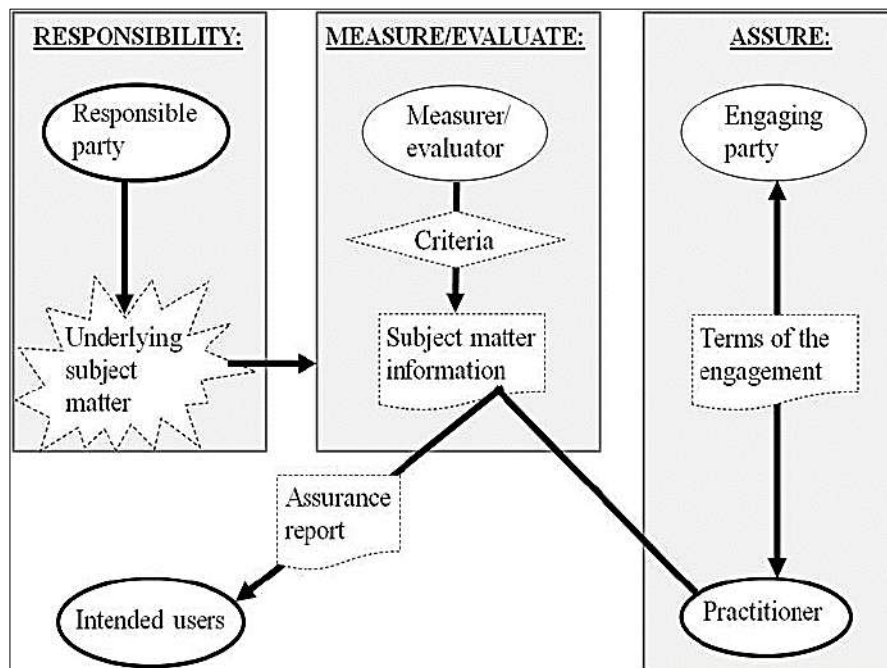 RESPONSIBILITY:
Responsible
party
Underlying
subject
matter
MEASURE/EVALUATE:
Measurer/
evaluator
Criteria
Subject matter
information
ASSURE:
Engaging
party
Terms of the
engagement
Practitioner
Assurance
report
Intended users